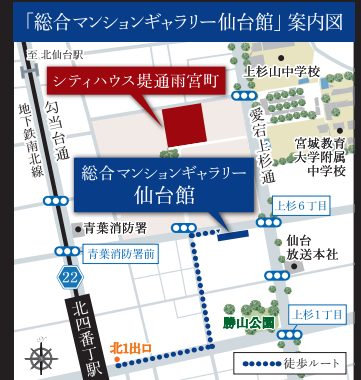 「総合マンションギャラリー仙台館」案内図
至 北仙台駅
シティハウス堤通雨宮町
上杉山中学校
地下鉄南北線
勾当台通
愛宕上杉通
宮城教育
大学附属
中学校
総合マンションギャラリー
仙台館
上杉6丁目
青葉消防署
青葉消防署前
仙台
放送本社
22
北四番丁駅
勝山公園
上杉1丁目
北1出口
徒歩ルート